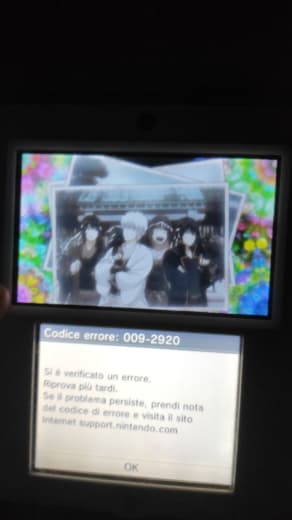 Codice errore: 009-2920
Si è verificato un errore.
Riprova più tardi.
Se il problema persiste, prendi nota
del codice di errore e visita il sito
Internet support.nintendo.com
OK